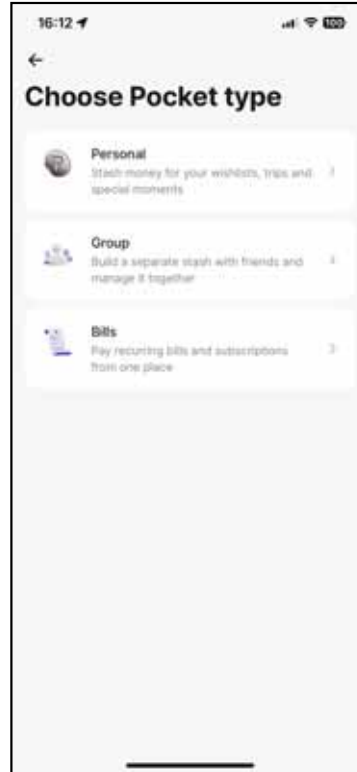 16:12
100
Choose Pocket type
Personal
Stash money for your wishlists, trips and
special moments
Group
Build a separate stash with friends and
manage it together
Bills
Pay recurring bills and subscriptions
from one place